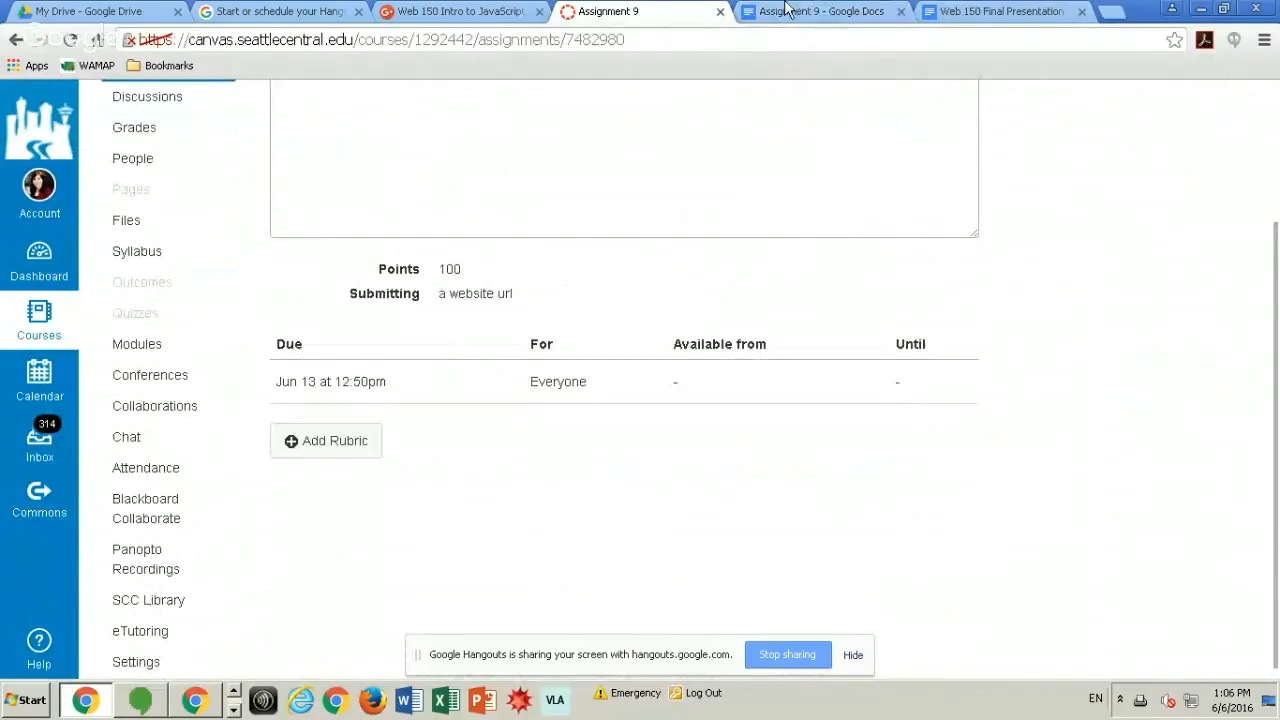 My Drive - Google Drive
Start or schedule your Hang
Web 150 Intro to JavaScript
Assignment 9
Assignment 9 - Google Docs
Web 150 Final Presentation
https://canvas.seattlecentral.edu/courses/1292442/assignments/7482980
Apps
WAMAP
Bookmarks
Account
Dashboard
Courses
Calendar
314
Inbox
Commons
Help
Discussions
Grades
People
Pages
Files
Syllabus
Outcomes
Quizzes
Modules
Conferences
Collaborations
Chat
Attendance
Blackboard
Collaborate
Panopto
Recordings
SCC Library
eTutoring
Settings
Points 100
Submitting a website url
Due For Available from Until
Jun 13 at 12:50pm Everyone - -
Add Rubric
Google Hangouts is sharing your screen with hangouts.google.com. Stop sharing Hide
Start
VLA
Emergency
Log Out
EN
1:06 PM
6/6/2016